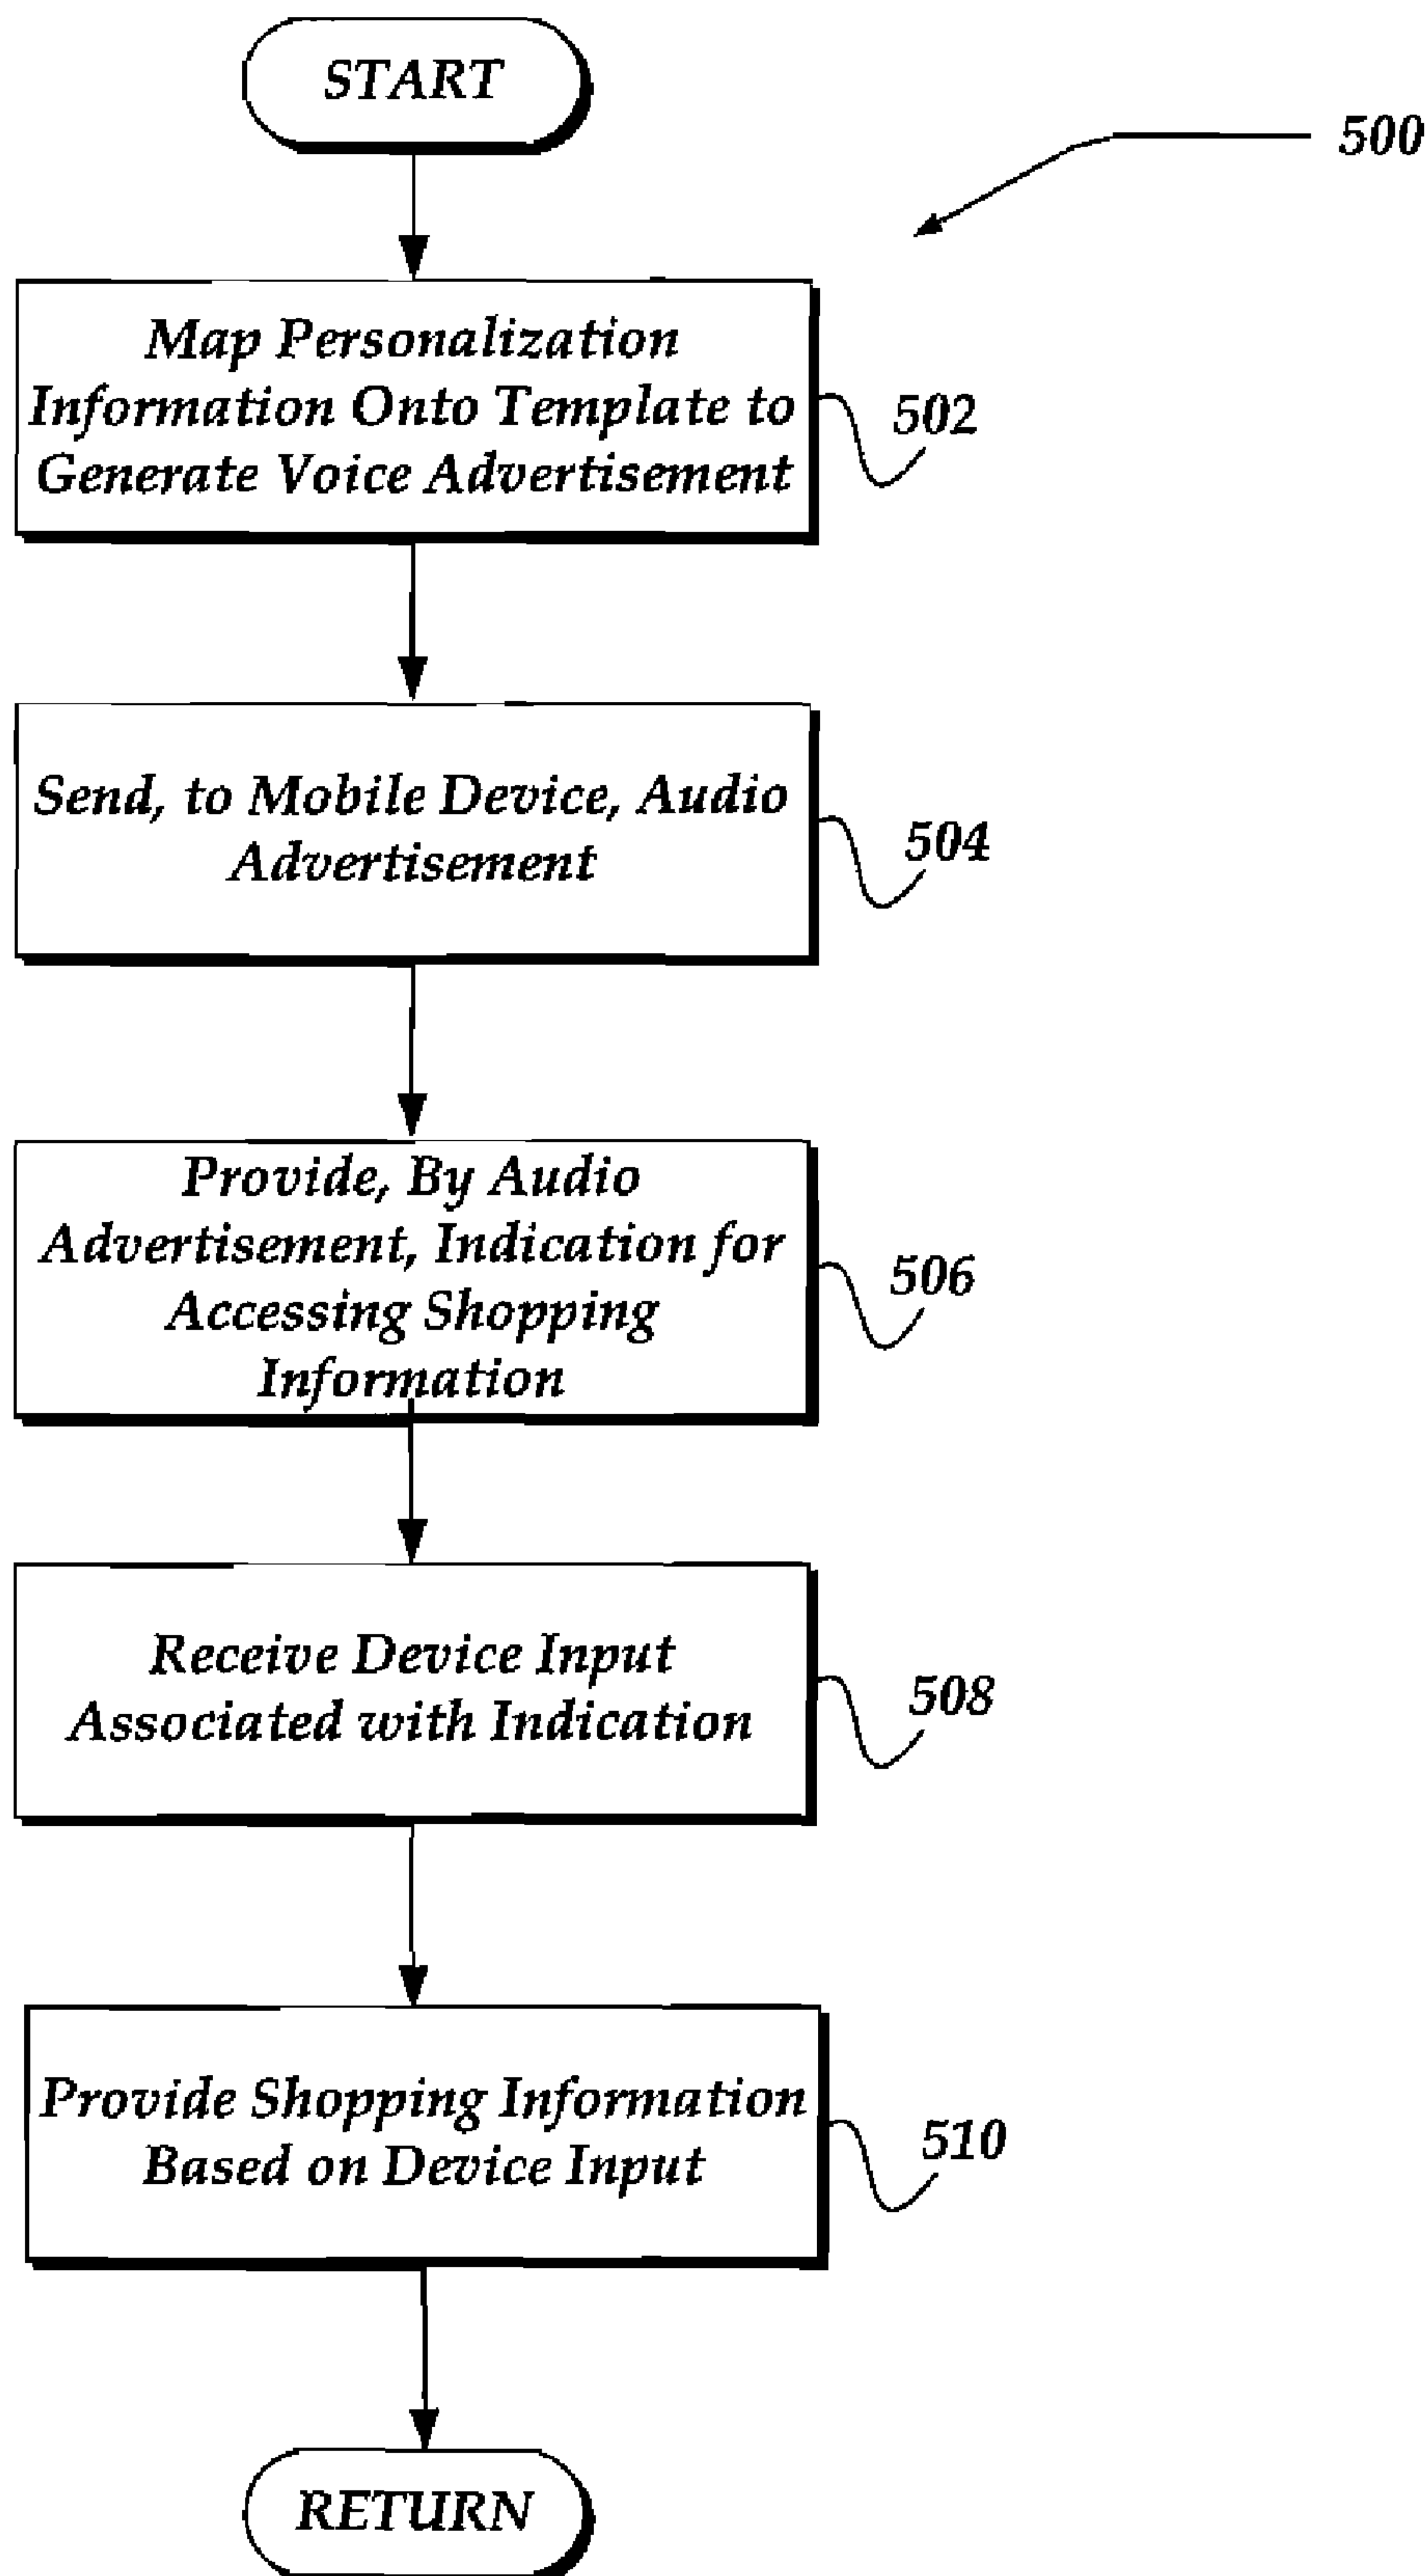 START
500
Map Personalization
Information Onto Template to
Generate Voice Advertisement
502
Send, to Mobile Device, Audio
Advertisement
504
Provide, By Audio
Advertisement, Indication for
Accessing Shopping
Information
506
Receive Device Input
Associated with Indication
508
Provide Shopping Information
Based on Device Input
510
RETURN